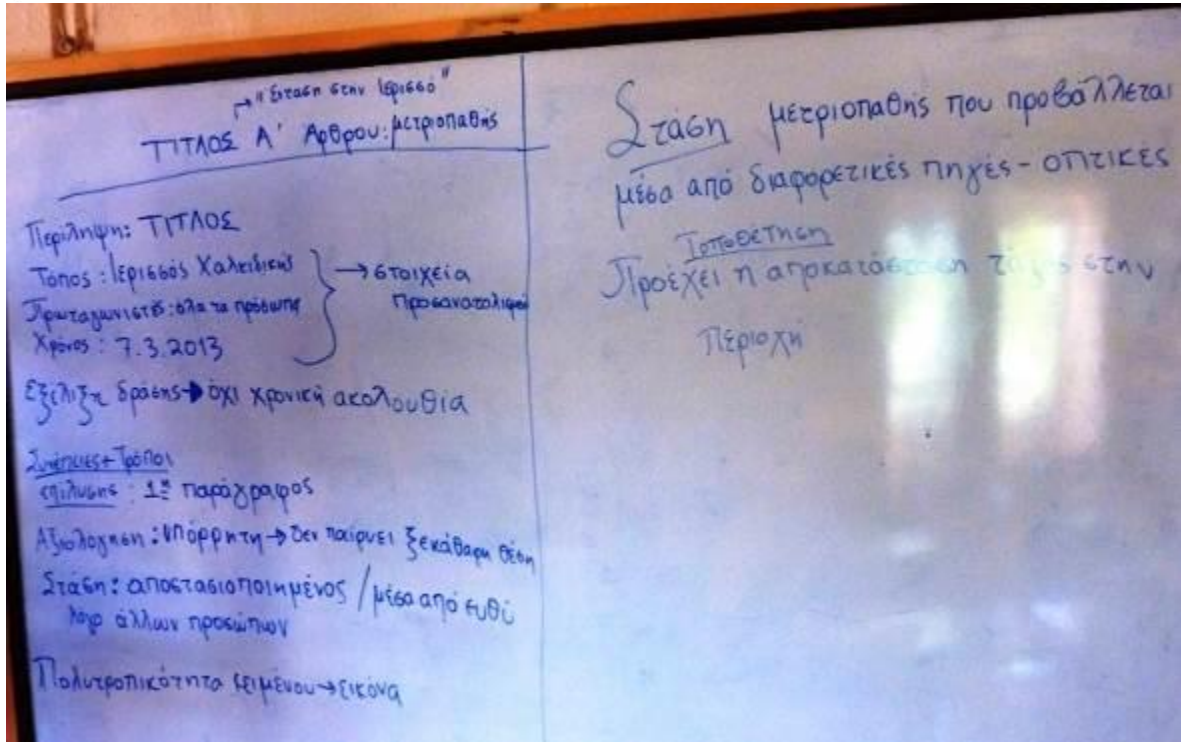 "Ένταση στην Ιερισσό"
ΤΙΤΛΟΣ Α' Άρθρου: μετριοπαθής
Περίληψη: ΤΙΤΛΟΣ
Τόπος: Ιερισσός Χαλκιδικής
Πρωταγωνιστές: όλα τα πρόσωπα
Χρόνος: 7.3.2013
→ στοιχεία
προσανατολισμού
Εξέλιξη δράσης → όχι χρονική ακολουθία
Συνέπειες + Τρόποι
επίλυσης: 1η παράγραφος
Αξιολόγηση: υπόρρητη → δεν παίρνει ξεκάθαρη θέση
Στάση: αποστασιοποιημένος / μέσα από ευθύ
λόγο άλλων προσώπων
Πολυτροπικότητα κειμένου → εικόνα
Στάση μετριοπαθής που προβάλλεται
μέσα από διαφορετικές πηγές - οπτικές
Τοποθέτηση
Προέχει η αποκατάσταση στην
περιοχή